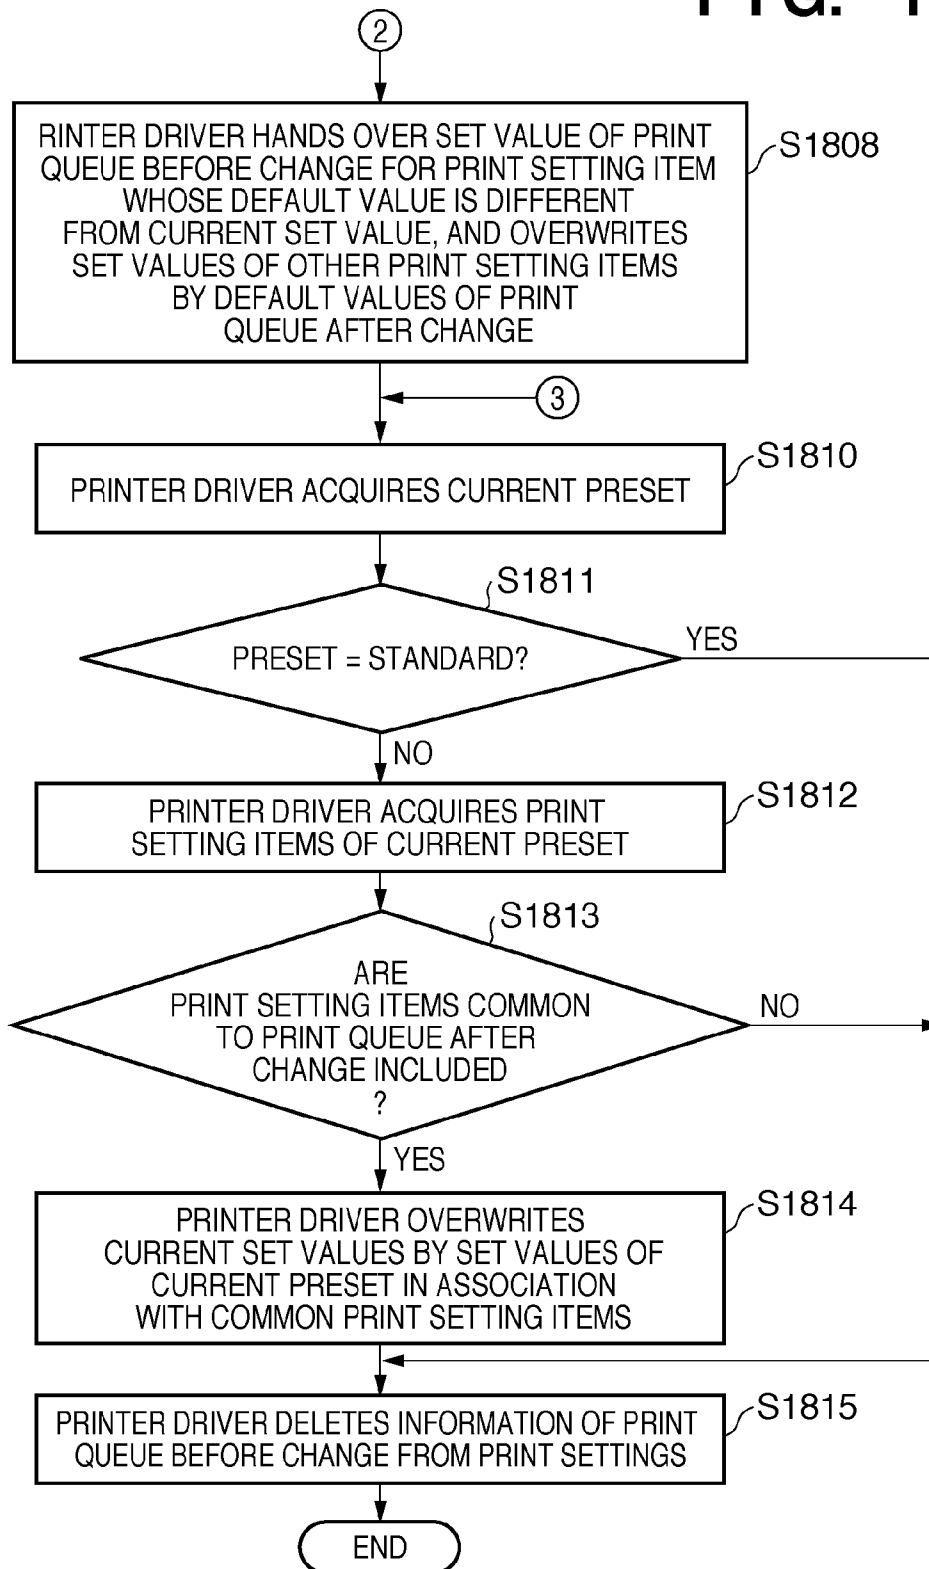 FIG. 1
2
RINTER DRIVER HANDS OVER SET VALUE OF PRINT
QUEUE BEFORE CHANGE FOR PRINT SETTING ITEM
WHOSE DEFAULT VALUE IS DIFFERENT
FROM CURRENT SET VALUE, AND OVERWRITES
SET VALUES OF OTHER PRINT SETTING ITEMS
BY DEFAULT VALUES OF PRINT
QUEUE AFTER CHANGE
S1808
3
PRINTER DRIVER ACQUIRES CURRENT PRESET
S1810
PRESET = STANDARD?
S1811
YES
NO
PRINTER DRIVER ACQUIRES PRINT
SETTING ITEMS OF CURRENT PRESET
S1812
ARE
PRINT SETTING ITEMS COMMON
TO PRINT QUEUE AFTER
CHANGE INCLUDED
?
S1813
NO
YES
PRINTER DRIVER OVERWRITES
CURRENT SET VALUES BY SET VALUES OF
CURRENT PRESET IN ASSOCIATION
WITH COMMON PRINT SETTING ITEMS
S1814
PRINTER DRIVER DELETES INFORMATION OF PRINT
QUEUE BEFORE CHANGE FROM PRINT SETTINGS
S1815
END